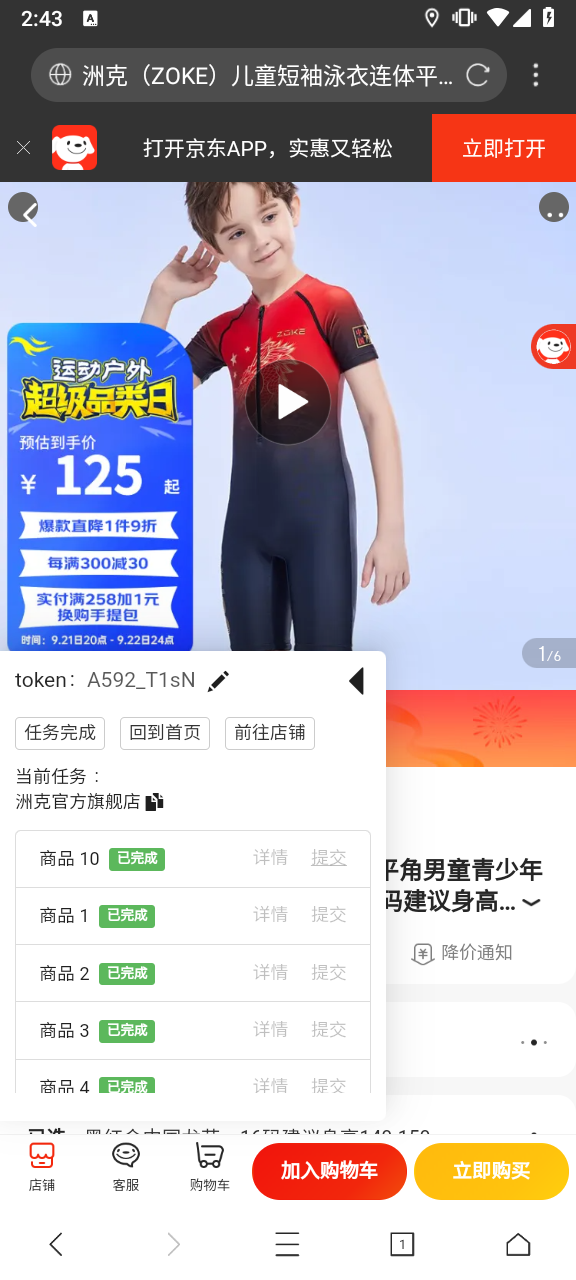 2:43
A
洲克（ZOKE）儿童短袖泳衣连体平...
打开京东APP，实惠又轻松
立即打开
ZOKE
中国
运动户外
超级品类日
预估到手价
¥ 125 起
爆款直降1件9折
每满300减30
实付满258加1元
换购手提包
时间：9.21日20点 - 9.22日24点
1/6
token： A592_T1sN
任务完成 回到首页 前往店铺
当前任务：
洲克官方旗舰店
商品 10 已完成 详情 提交
商品 1 已完成 详情 提交
商品 2 已完成 详情 提交
商品 3 已完成 详情 提交
商品 4 已完成 详情 提交
平角男童青少年
码建议身高...
降价通知
店铺
客服
购物车
加入购物车
立即购买
1